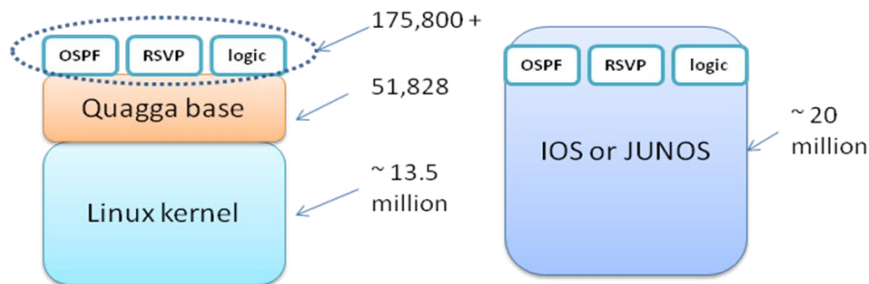 175,800 +
OSPF
RSVP
logic
Quagga base
51,828
Linux kernel
~ 13.5
million
OSPF
RSVP
logic
IOS or JUNOS
~ 20
million